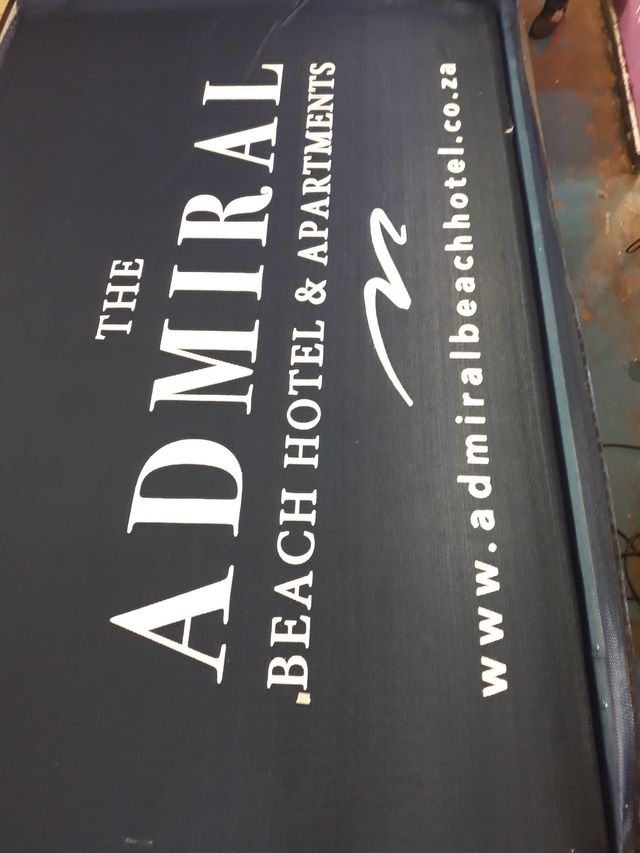 THE
ADMIRAL
BEACH HOTEL & APARTMENTS
www.admiralbeachhotel.co.za